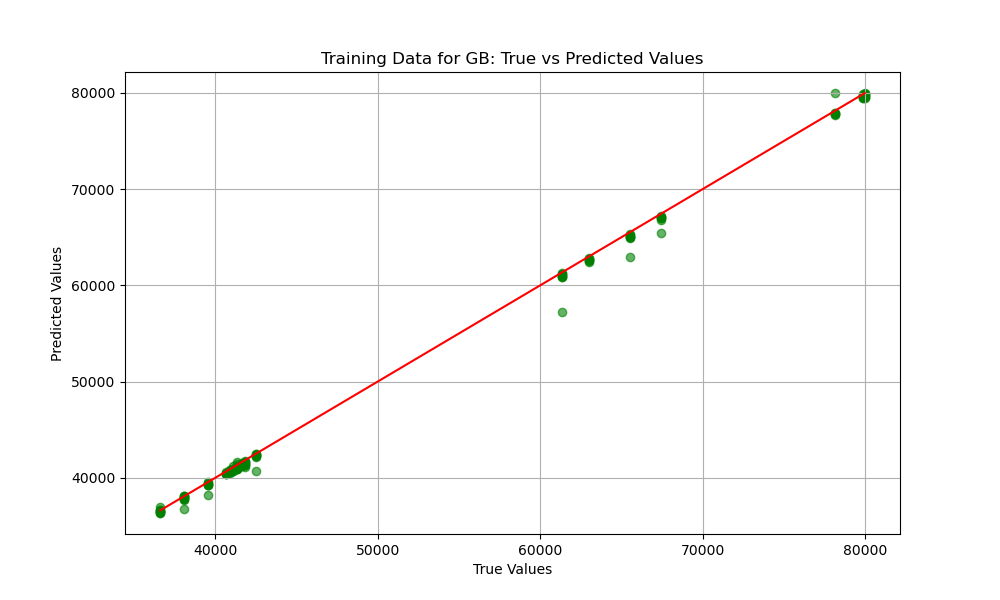 Training Data for GB: True vs Predicted Values
Predicted Values
80000
70000
60000
50000
40000
40000 50000 60000 70000 80000
True Values